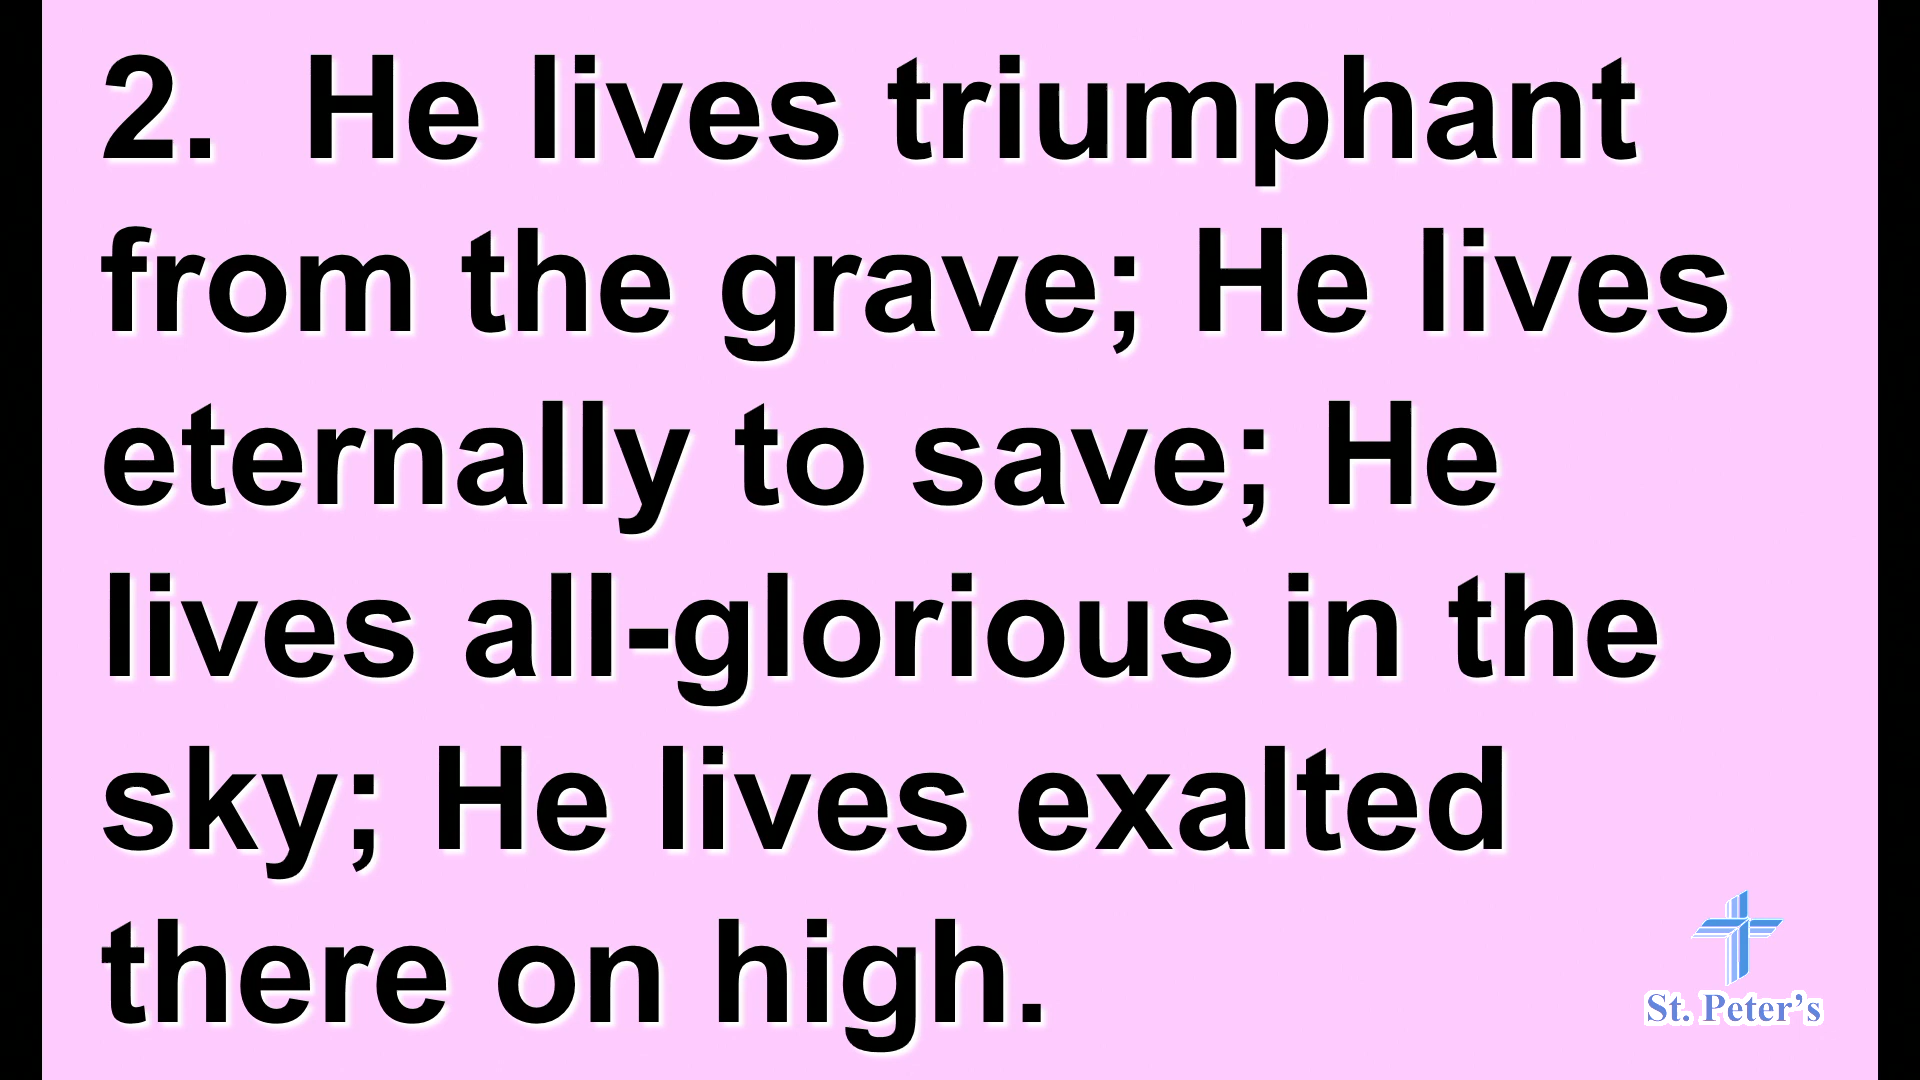 2.  He lives triumphant
from the grave; He lives
eternally to save; He
lives all-glorious in the
sky; He lives exalted
there on high.
St. Peter’s